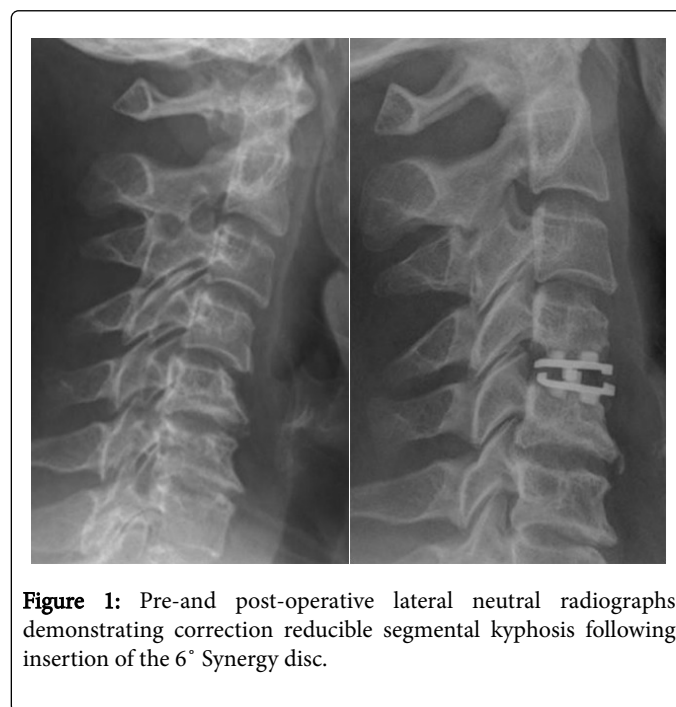 Figure 1: Pre-and post-operative lateral neutral radiographs
demonstrating correction reducible segmental kyphosis following
insertion of the 6˚ Synergy disc.